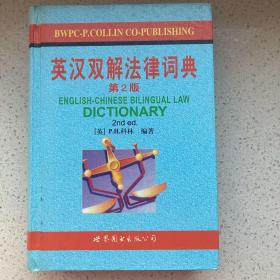 BWPC-P.COLLIN CO-PUBLISHING
英汉双解法律词典
第2版
ENGLISH-CHINESE BILINGUAL LAW
DICTIONARY
2nd ed.
[英] P.H.科林 编著
世界图书出版公司